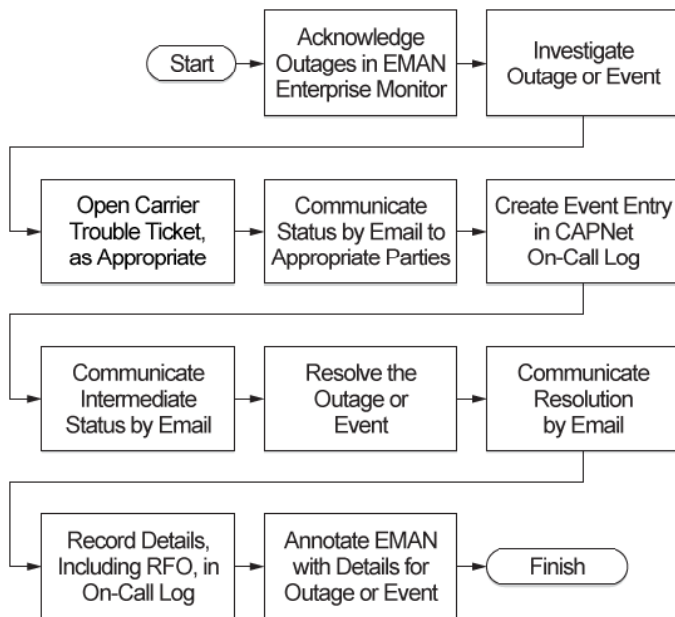 Start
Acknowledge
Outages in EMAN
Enterprise Monitor
Investigate
Outage or Event
Open Carrier
Trouble Ticket,
as Appropriate
Communicate
Status by Email to
Appropriate Parties
Create Event Entry
in CAPNet
On-Call Log
Communicate
Intermediate
Status by Email
Resolve the
Outage or
Event
Communicate
Resolution
by Email
Record Details,
Including RFO, in
On-Call Log
Annotate EMAN
with Details for
Outage or Event
Finish